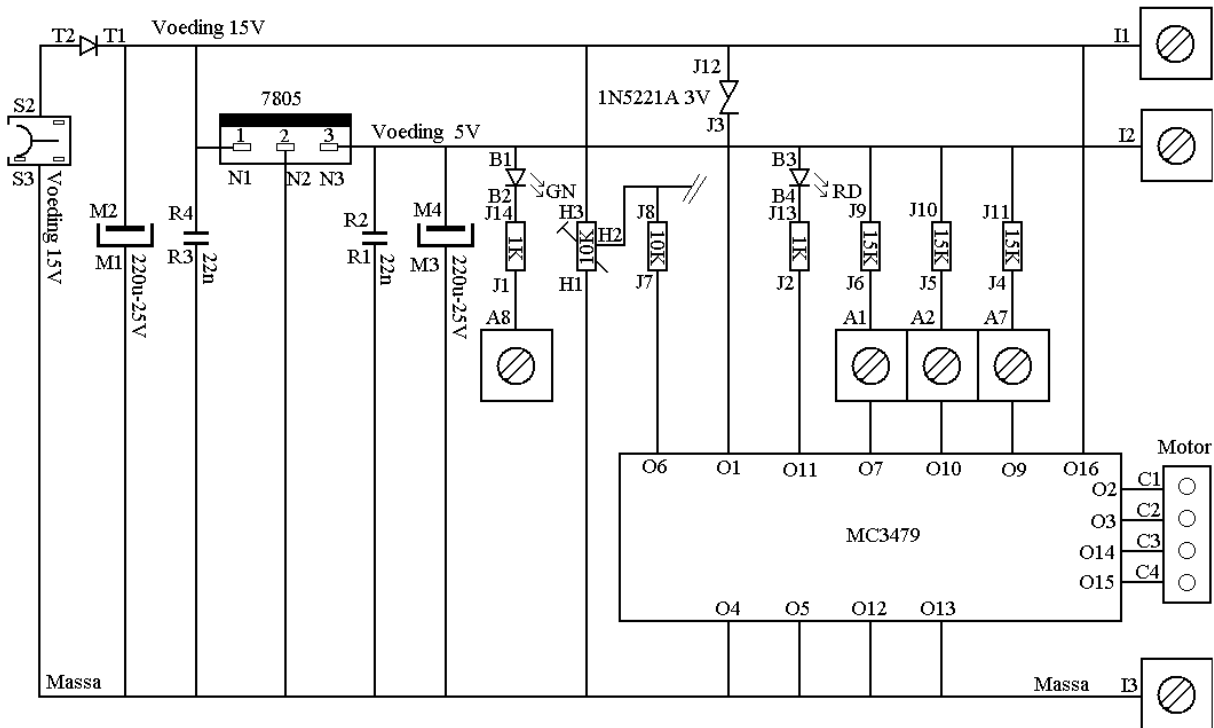 T2
T1
Voeding 15V
I1
J12
1N5221A 3V
J3
S2
S3
Voeding 15V
7805
1
2
3
N1
N2
N3
Voeding 5V
I2
B1
B2
GN
B3
B4
RD
M2
M1
220u-25V
R4
R3
22n
R2
R1
22n
M4
M3
220u-25V
J14
1K
J1
A8
H3
10K
H2
H1
J8
10K
J7
J13
1K
J2
J9
15K
J6
J10
15K
J5
J11
15K
J4
A1
A2
A7
O6
O1
O11
O7
O10
O9
O16
Motor
O2
C1
O3
C2
MC3479
O14
C3
O15
C4
O4
O5
O12
O13
Massa
Massa
I3